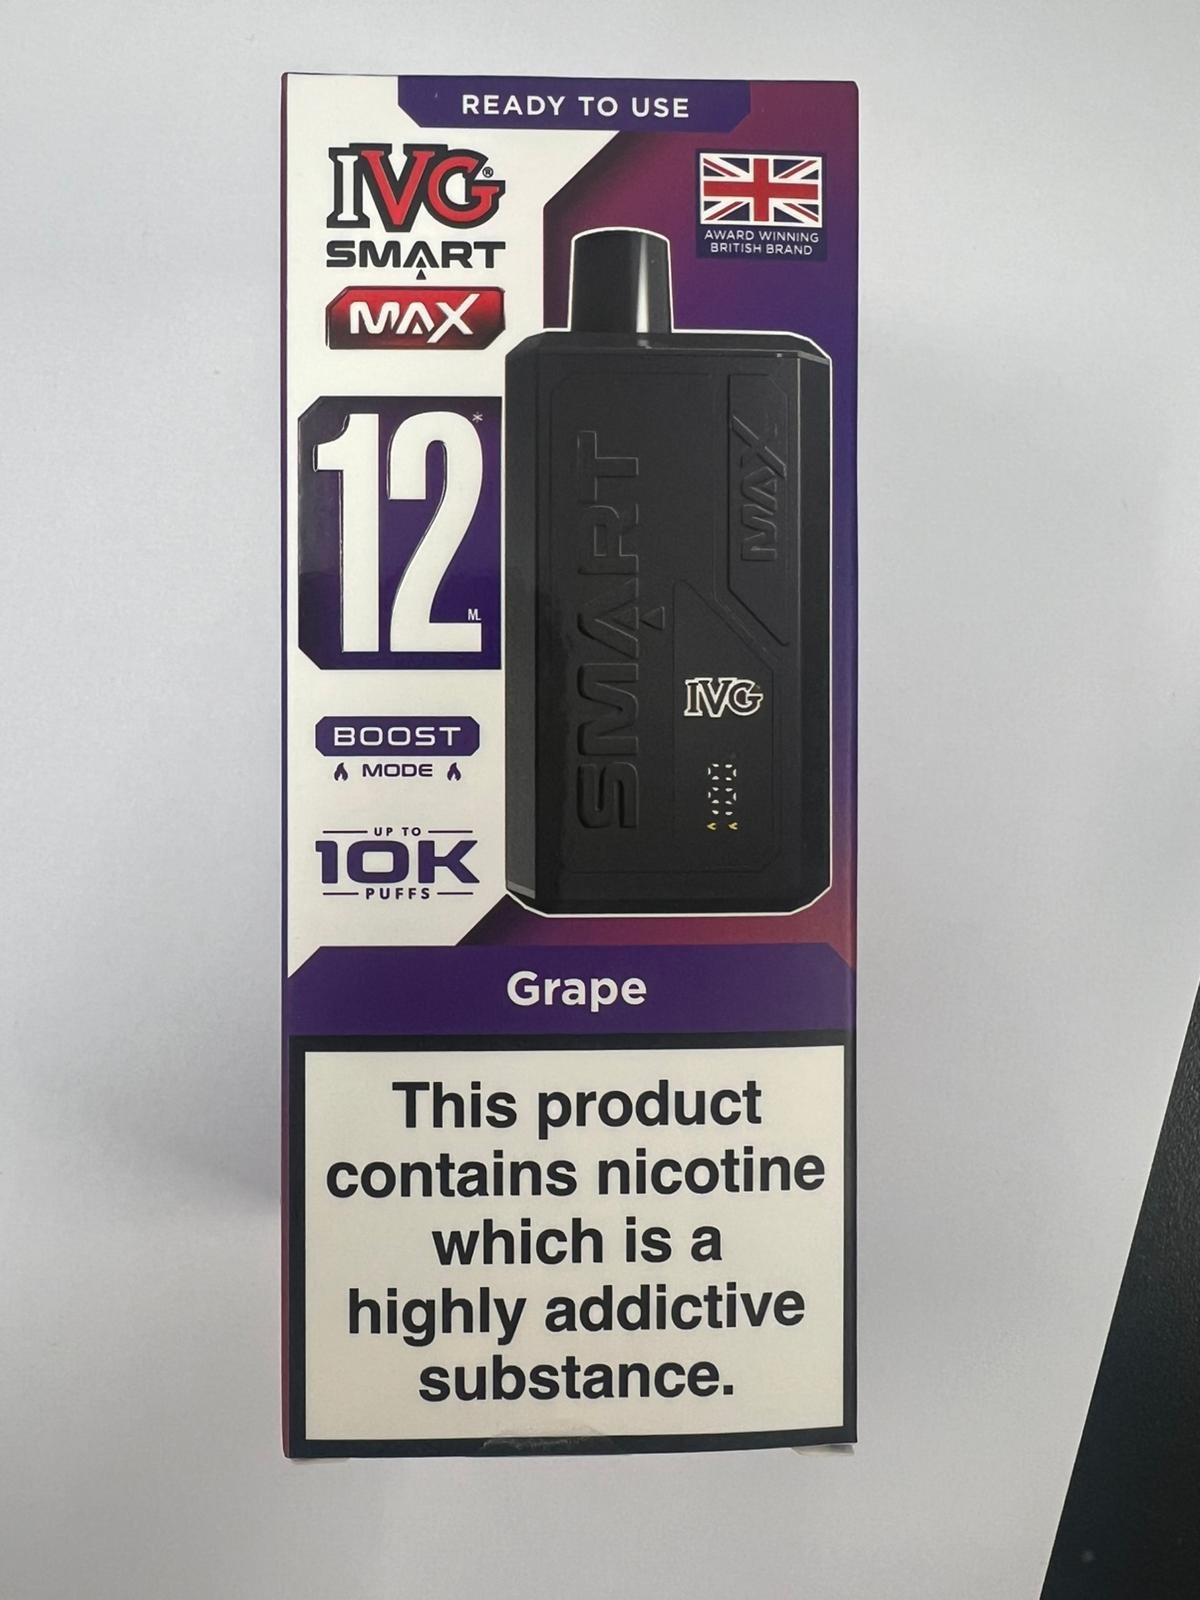 READY TO USE
IVG®
SMART
MAX
AWARD WINNING
BRITISH BRAND
12*
ML
BOOST
MODE
UP TO
10K
PUFFS
SMART
MAX
IVG
100
Grape
This product
contains nicotine
which is a
highly addictive
substance.